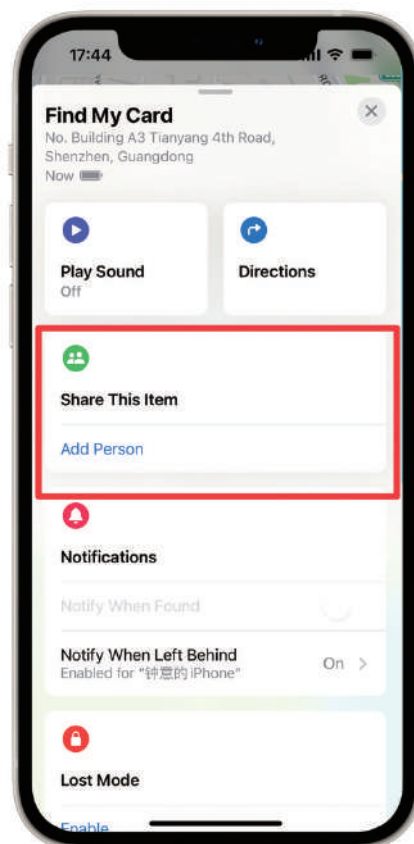 17:44
Find My Card
No. Building A3 Tianyang 4th Road,
Shenzhen, Guangdong
Now
Play Sound
Off
Directions
Share This Item
Add Person
Notifications
Notify When Found
Notify When Left Behind
Enabled for "钟意的 iPhone"
On
Lost Mode
Enable